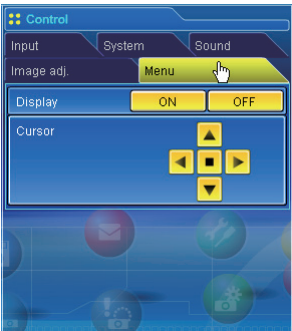 Control
Input System Sound
Image adj. Menu
Display ON OFF
Cursor